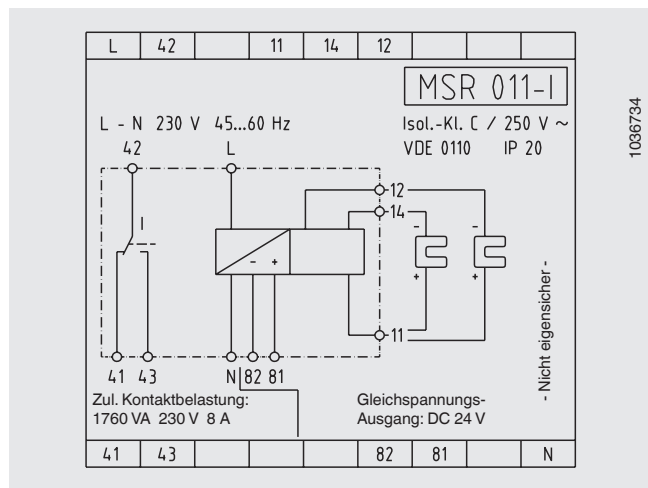 L 42 11 14 12
MSR 011-I
L - N 230 V 45...60 Hz
Isol.-Kl. C / 250 V ~
VDE 0110 IP 20
1036734
42 L
12
14
I
- -
- +
+ +
11
- Nicht eigensicher -
41 43 N 82 81
Zul. Kontaktbelastung:
1760 VA 230 V 8 A
Gleichspannungs-
Ausgang: DC 24 V
41 43 82 81 N